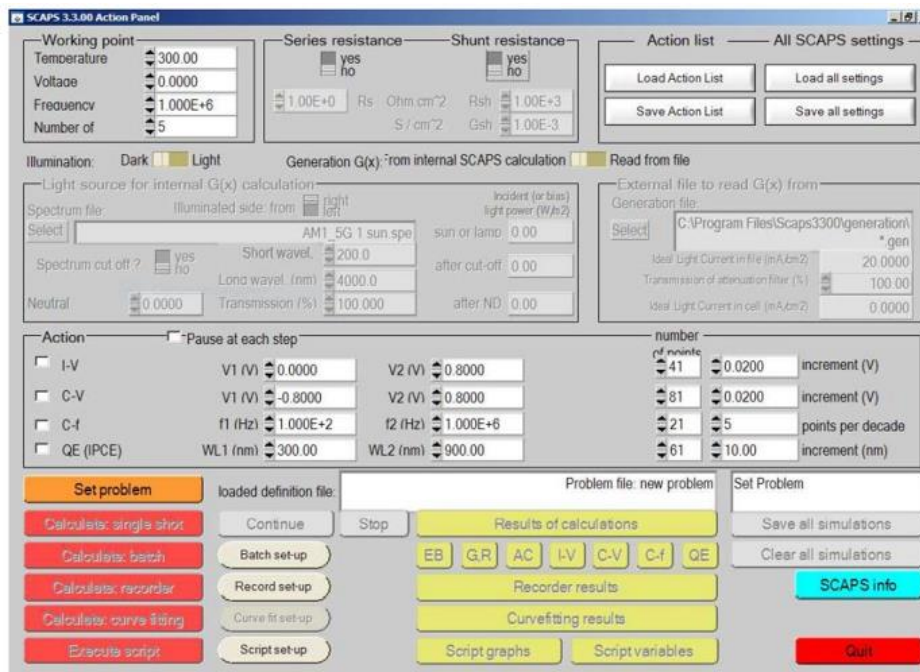 SCAPS 3.3.00 Action Panel
Working point
Temperature 300.00
Voltage 0.0000
Frequency 1.000E+6
Number of 5
Series resistance
yes
no
Shunt resistance
yes
no
1.00E+0 Rs Ohm.cm^2 Rsh 1.00E+3
S / cm^2 Gsh 1.00E-3
Action list
All SCAPS settings
Load Action List
Load all settings
Save Action List
Save all settings
Illumination: Dark Light
Generation G(x): From internal SCAPS calculation Read from file
Light source for internal G(x) calculation
Spectrum file:
Illuminated side: from right
left
Incident (or bias)
light power (W/m2)
Select AM1_5G 1 sun.spe
sun or lamp 0.00
Spectrum cut off ? yes
no
Short wavel. 200.0
Long wavel. (nm) 4000.0
after cut-off 0.00
Neutral 0.0000
Transmission (%) 100.000
after ND 0.00
External file to read G(x) from
Generation file:
Select C:\Program Files\Scaps3300\generation\
*.gen
Ideal Light Current in file (mA/cm2) 20.0000
Transmission of attenuation filter (%) 100.00
Ideal Light Current in cell (mA/cm2) 0.0000
Action
Pause at each step
number
of points
I-V V1 (V) 0.0000 V2 (V) 0.8000 41 0.0200 increment (V)
C-V V1 (V) -0.8000 V2 (V) 0.8000 81 0.0200 increment (V)
C-f f1 (Hz) 1.000E+2 f2 (Hz) 1.000E+6 21 5 points per decade
QE (IPCE) WL1 (nm) 300.00 WL2 (nm) 900.00 61 10.00 increment (nm)
Set problem
loaded definition file:
Problem file: new problem
Set Problem
Calculate: single shot
Continue
Stop
Results of calculations
Save all simulations
Calculate: batch
Batch set-up
EB G,R AC I-V C-V C-f QE
Clear all simulations
Calculate: recorder
Record set-up
Recorder results
SCAPS info
Calculate: curve fitting
Curve fit set-up
Curvefitting results
Execute script
Script set-up
Script graphs
Script variables
Quit